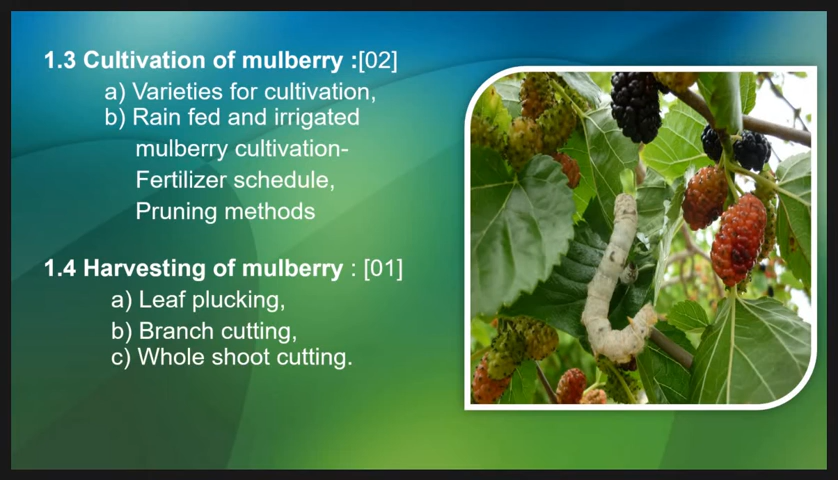 1.3 Cultivation of mulberry :[02]
a) Varieties for cultivation,
b) Rain fed and irrigated
mulberry cultivation-
Fertilizer schedule,
Pruning methods
1.4 Harvesting of mulberry : [01]
a) Leaf plucking,
b) Branch cutting,
c) Whole shoot cutting.